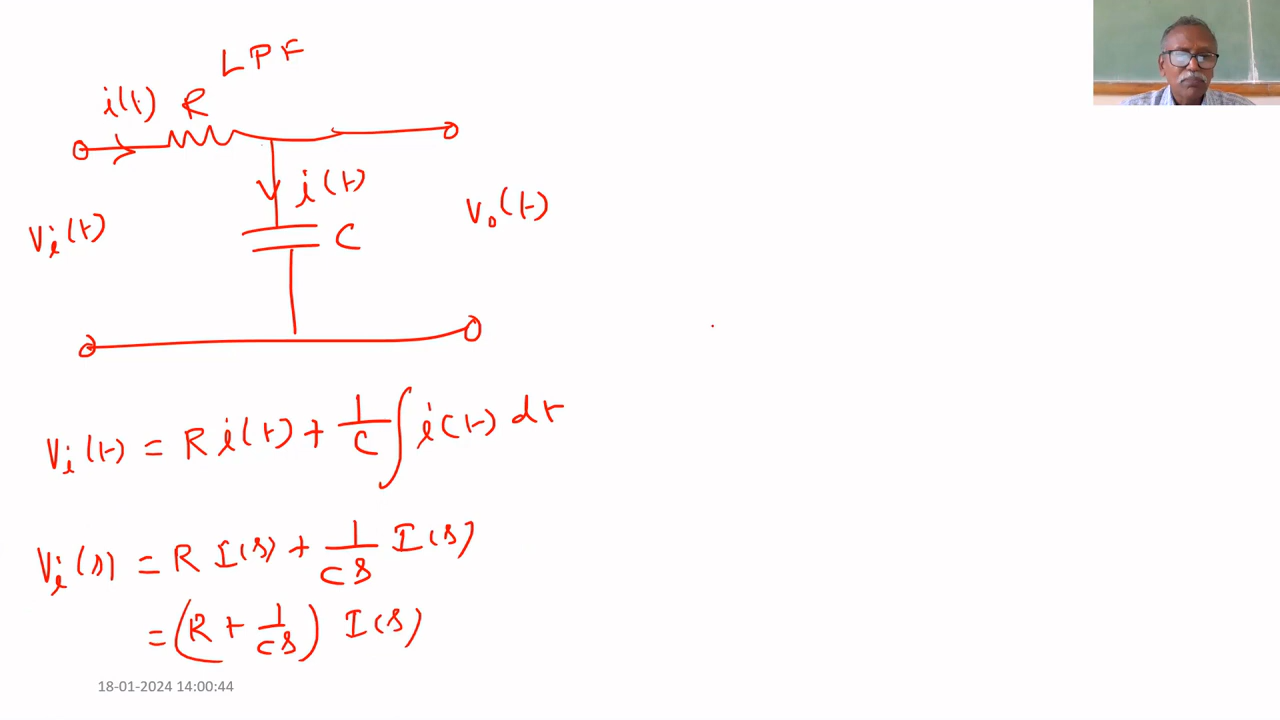 LPF
i(t) R
i(t)
C
Vi(t)
Vo(t)
Vi(t) = R i(t) + 1/C ∫ i(t) dt
Vi(s) = R I(s) + 1/CS I(s)
= (R + 1/CS) I(s)
18-01-2024 14:00:44